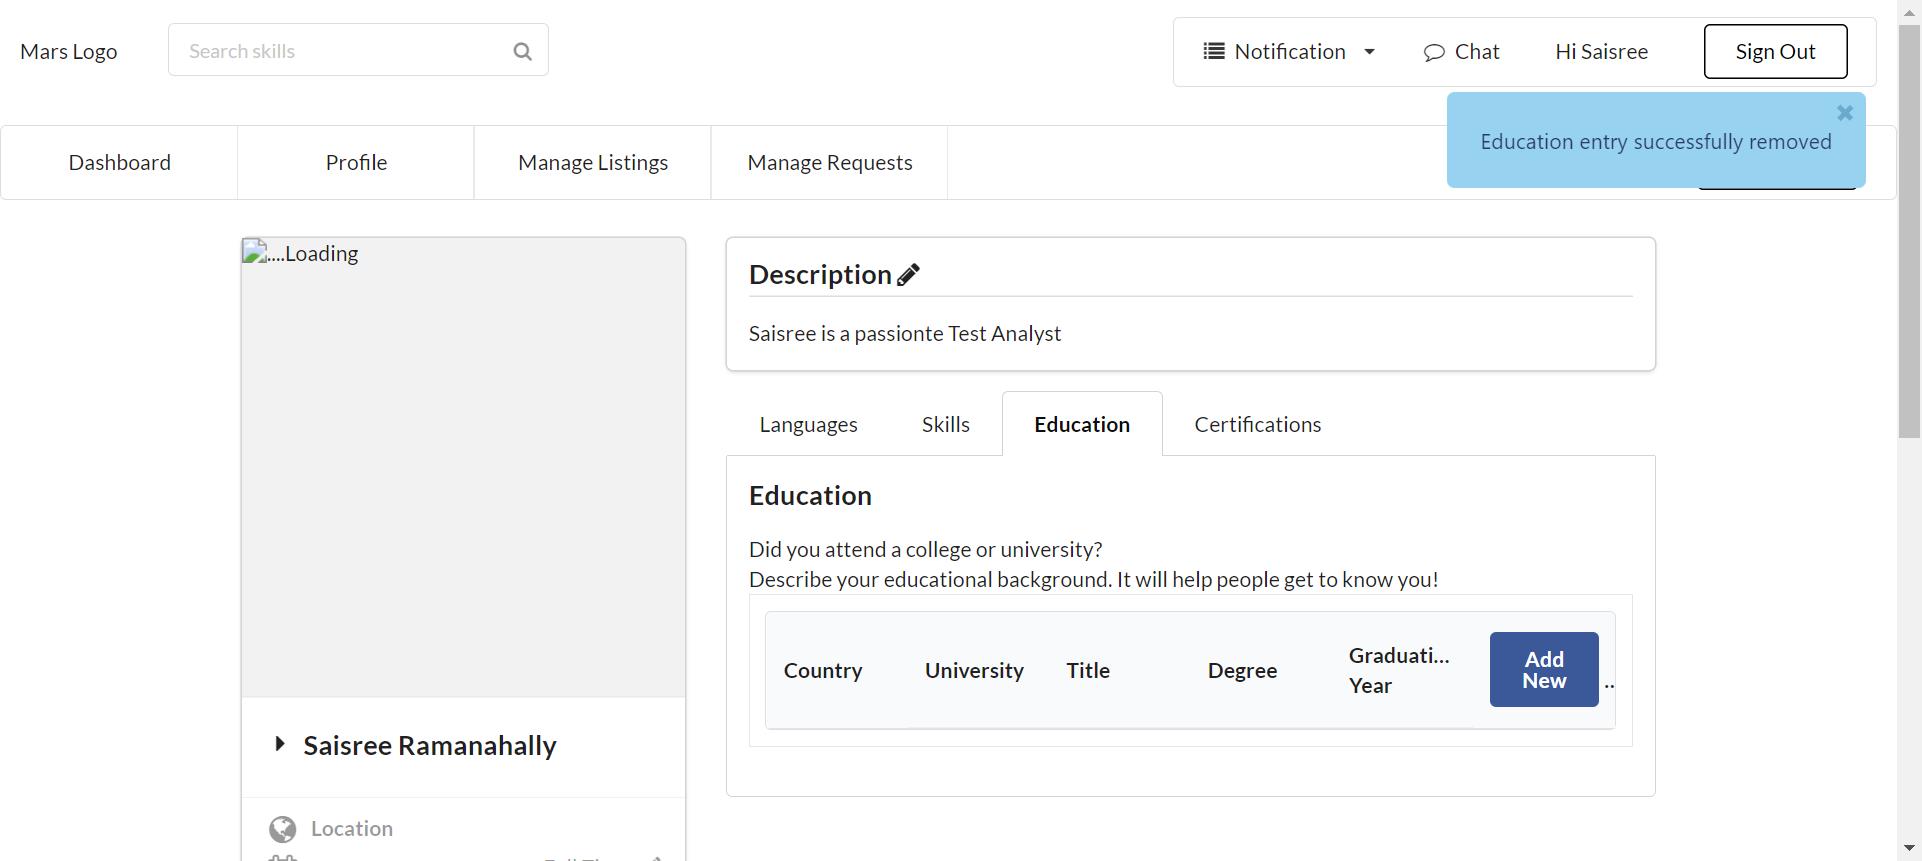 Mars Logo
Search skills
Notification
Chat
Hi Saisree
Sign Out
Education entry successfully removed
Dashboard
Profile
Manage Listings
Manage Requests
....Loading
Saisree Ramanahally
Location
Description
Saisree is a passionte Test Analyst
Languages
Skills
Education
Certifications
Education
Did you attend a college or university?
Describe your educational background. It will help people get to know you!
Country
University
Title
Degree
Graduati...
Year
Add
New
..